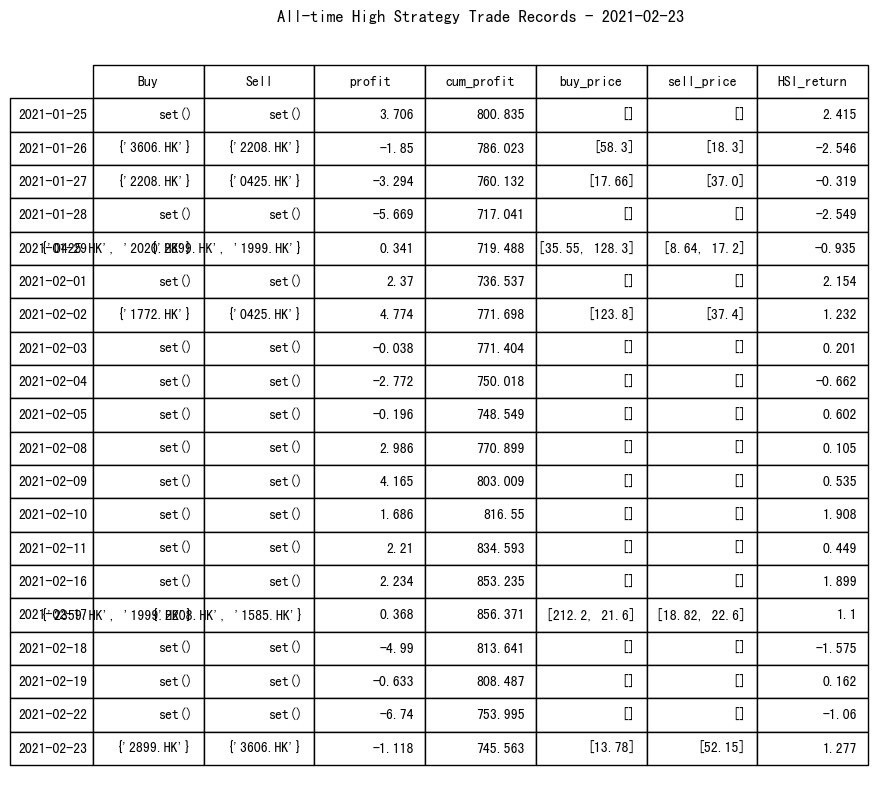 All-time High Strategy Trade Records - 2021-02-23
Buy Sell profit cum_profit buy_price sell_price HSI_return
2021-01-25 set() set() 3.706 800.835 [] [] 2.415
2021-01-26 {'3606.HK'} {'2208.HK'} -1.85 786.023 [58.3] [18.3] -2.546
2021-01-27 {'2208.HK'} {'0425.HK'} -3.294 760.132 [17.66] [37.0] -0.319
2021-01-28 set() set() -5.669 717.041 [] [] -2.549
'1999.HK'} 0.341 719.488 [35.55, 128.3] [8.64, 17.2] -0.935
2021-02-01 set() set() 2.37 736.537 [] [] 2.154
2021-02-02 {'1772.HK'} {'0425.HK'} 4.774 771.698 [123.8] [37.4] 1.232
2021-02-03 set() set() -0.038 771.404 [] [] 0.201
2021-02-04 set() set() -2.772 750.018 [] [] -0.662
2021-02-05 set() set() -0.196 748.549 [] [] 0.602
2021-02-08 set() set() 2.986 770.899 [] [] 0.105
2021-02-09 set() set() 4.165 803.009 [] [] 0.535
2021-02-10 set() set() 1.686 816.55 [] [] 1.908
2021-02-11 set() set() 2.21 834.593 [] [] 0.449
2021-02-16 set() set() 2.234 853.235 [] [] 1.899
'1585.HK'} 0.368 856.371 [212.2, 21.6] [18.82, 22.6] 1.1
2021-02-18 set() set() -4.99 813.641 [] [] -1.575
2021-02-19 set() set() -0.633 808.487 [] [] 0.162
2021-02-22 set() set() -6.74 753.995 [] [] -1.06
2021-02-23 {'2899.HK'} {'3606.HK'} -1.118 745.563 [13.78] [52.15] 1.277